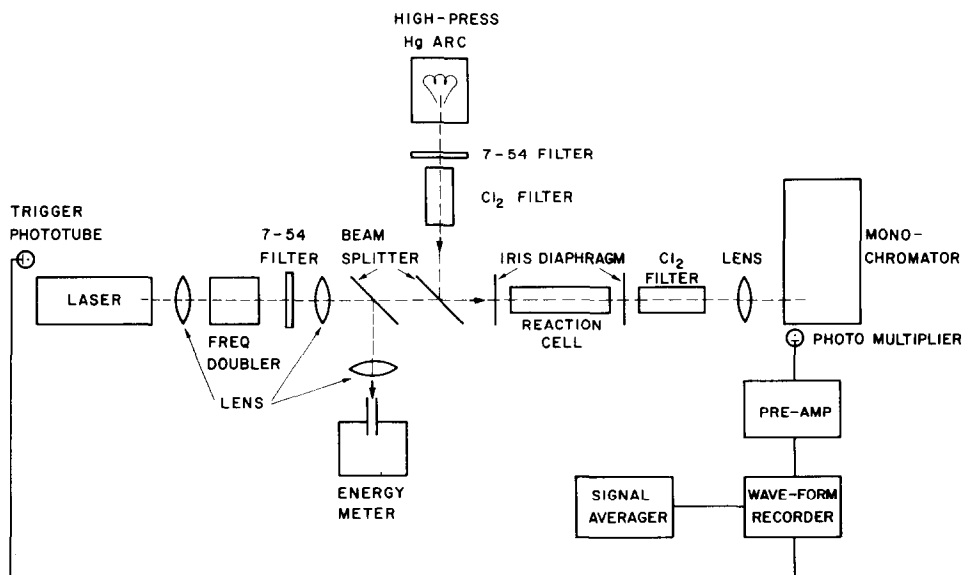 HIGH-PRESS
Hg ARC
7-54 FILTER
Cl₂ FILTER
TRIGGER
PHOTOTUBE
7-54
FILTER
BEAM
SPLITTER
IRIS DIAPHRAGM
Cl₂
FILTER
LENS
MONO-
CHROMATOR
LASER
FREQ
DOUBLER
REACTION
CELL
PHOTO MULTIPLIER
LENS
PRE-AMP
ENERGY
METER
SIGNAL
AVERAGER
WAVE-FORM
RECORDER